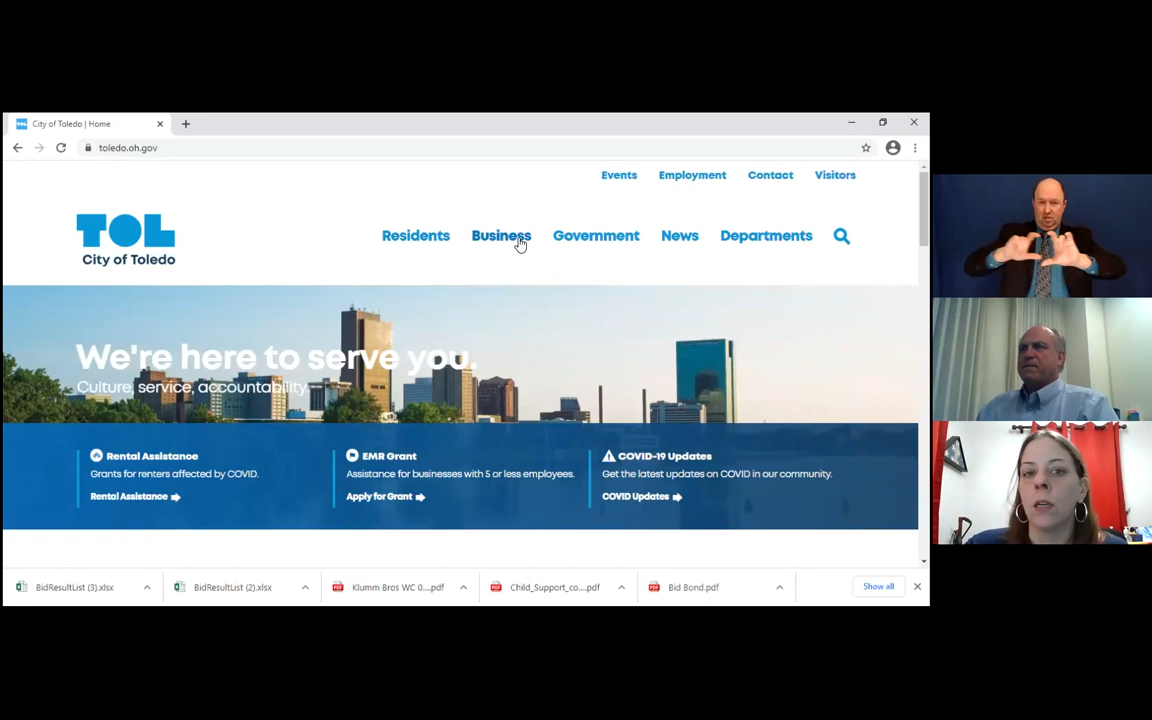 City of Toledo | Home
toledo.oh.gov
Events Employment Contact Visitors
TOL
City of Toledo
Residents Business Government News Departments
We're here to serve you.
Culture, service, accountability.
Rental Assistance
Grants for renters affected by COVID.
Rental Assistance
EMR Grant
Assistance for businesses with 5 or less employees.
Apply for Grant
COVID-19 Updates
Get the latest updates on COVID in our community.
COVID Updates
BidResultList (3).xlsx
BidResultList (2).xlsx
Klumm Bros WC 0....pdf
Child_Support_co....pdf
Bid Bond.pdf
Show all